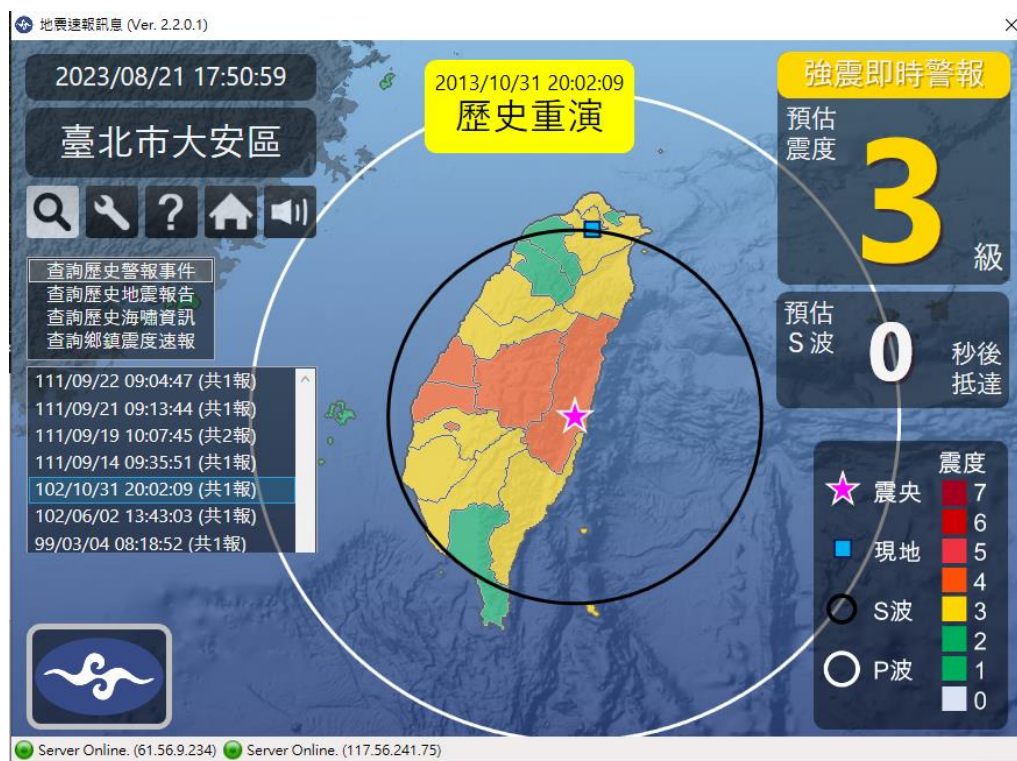 地震速報訊息 (Ver. 2.2.0.1)
2023/08/21 17:50:59
臺北市大安區
?
查詢歷史警報事件
查詢歷史地震報告
查詢歷史海嘯資訊
查詢鄉鎮震度速報
111/09/22 09:04:47 (共1報)
111/09/21 09:13:44 (共1報)
111/09/19 10:07:45 (共2報)
111/09/14 09:35:51 (共1報)
102/10/31 20:02:09 (共1報)
102/06/02 13:43:03 (共1報)
99/03/04 08:18:52 (共1報)
2013/10/31 20:02:09
歷史重演
強震即時警報
預估
震度
3
級
預估
S波
0
秒後
抵達
震度
震央
現地
S波
P波
7
6
5
4
3
2
1
0
Server Online. (61.56.9.234)
Server Online. (117.56.241.75)